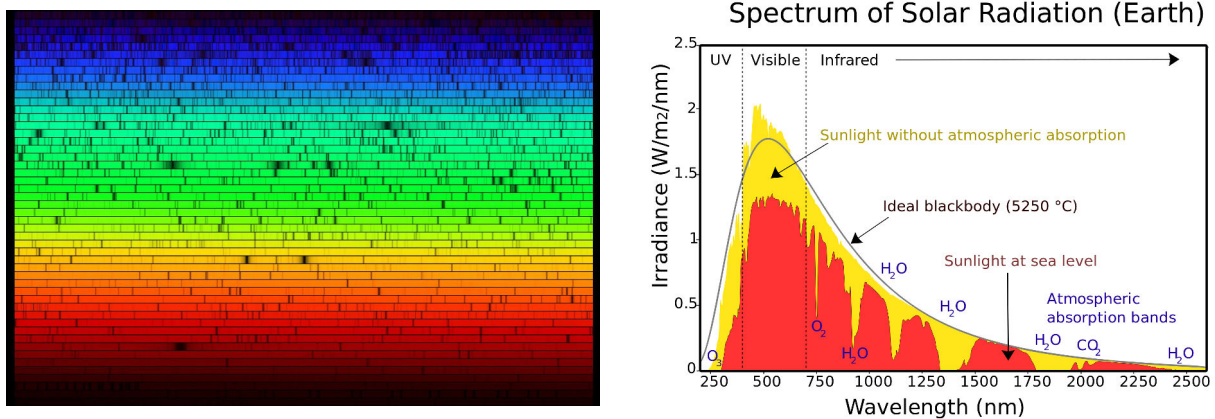 Spectrum of Solar Radiation (Earth)
2.5
UV Visible Infrared
2
Sunlight without atmospheric absorption
1.5
Ideal blackbody (5250 °C)
1
H2O
Sunlight at sea level
H2O
Atmospheric
absorption bands
0.5
O2
H2O
CO2
O3
H2O
H2O
0
250 500 750 1000 1250 1500 1750 2000 2250 2500
Wavelength (nm)
Irradiance (W/m2/nm)